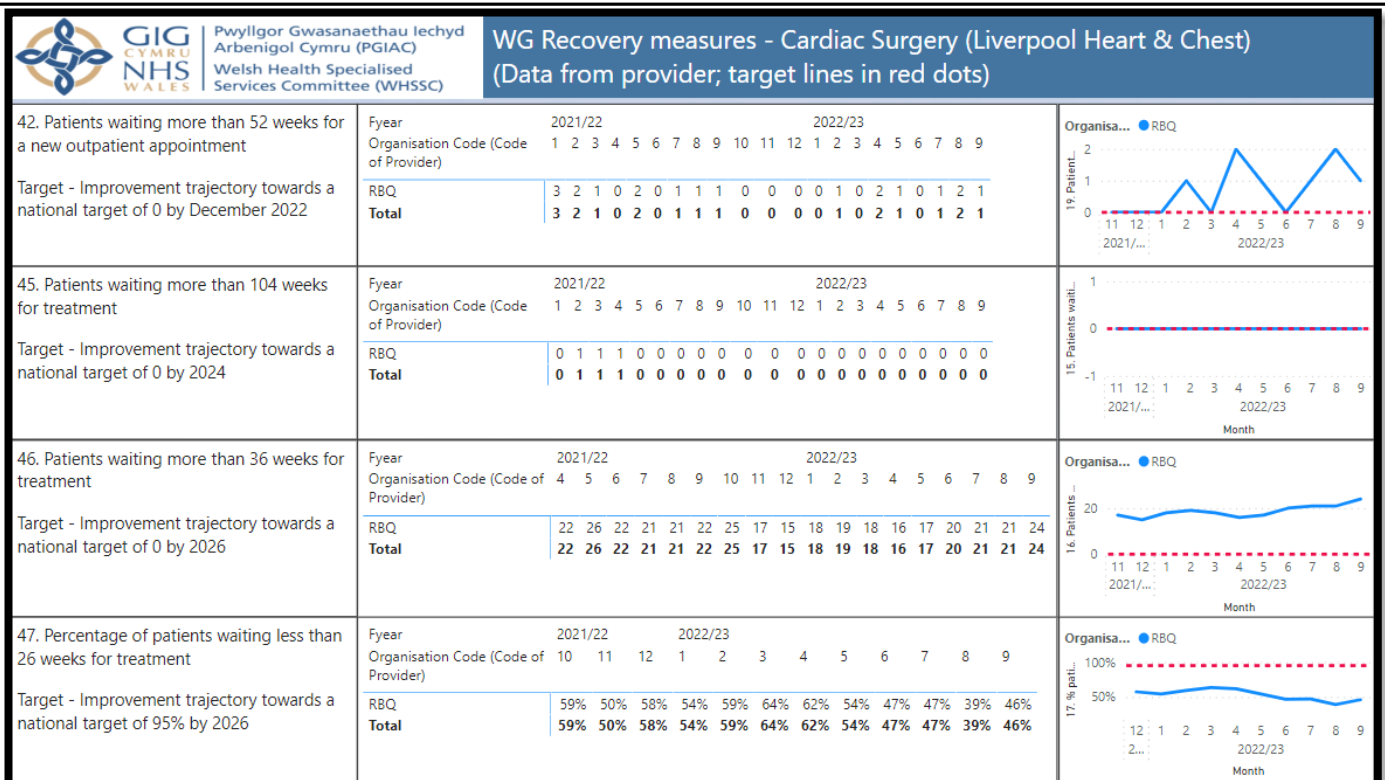 GIG
CYMRU
NHS
WALES
Pwyllgor Gwasanaethau Iechyd
Arbenigol Cymru (PGIAC)
Welsh Health Specialised
Services Committee (WHSSC)
WG Recovery measures - Cardiac Surgery (Liverpool Heart & Chest)
(Data from provider; target lines in red dots)
42. Patients waiting more than 52 weeks for
a new outpatient appointment
Target - Improvement trajectory towards a
national target of 0 by December 2022
Fyear 2021/22 2022/23
Organisation Code (Code 1 2 3 4 5 6 7 8 9 10 11 12 1 2 3 4 5 6 7 8 9
of Provider)
RBQ 3 2 1 0 2 0 1 1 1 0 0 0 0 1 0 2 1 0 1 2 1
Total 3 2 1 0 2 0 1 1 1 0 0 0 0 1 0 2 1 0 1 2 1
Organisa... RBQ
19. Patient...
2
1
0
11 12 1 2 3 4 5 6 7 8 9
2021/... 2022/23
45. Patients waiting more than 104 weeks
for treatment
Target - Improvement trajectory towards a
national target of 0 by 2024
Fyear 2021/22 2022/23
Organisation Code (Code 1 2 3 4 5 6 7 8 9 10 11 12 1 2 3 4 5 6 7 8 9
of Provider)
RBQ 0 1 1 1 0 0 0 0 0 0 0 0 0 0 0 0 0 0 0 0 0
Total 0 1 1 1 0 0 0 0 0 0 0 0 0 0 0 0 0 0 0 0 0
15. Patients waiti...
1
0
-1
11 12 1 2 3 4 5 6 7 8 9
2021/... 2022/23
Month
46. Patients waiting more than 36 weeks for
treatment
Target - Improvement trajectory towards a
national target of 0 by 2026
Fyear 2021/22 2022/23
Organisation Code (Code of 4 5 6 7 8 9 10 11 12 1 2 3 4 5 6 7 8 9
Provider)
RBQ 22 26 22 21 21 22 25 17 15 18 19 18 16 17 20 21 21 24
Total 22 26 22 21 21 22 25 17 15 18 19 18 16 17 20 21 21 24
Organisa... RBQ
16. Patients ...
20
0
11 12 1 2 3 4 5 6 7 8 9
2021/... 2022/23
Month
47. Percentage of patients waiting less than
26 weeks for treatment
Target - Improvement trajectory towards a
national target of 95% by 2026
Fyear 2021/22 2022/23
Organisation Code (Code of 10 11 12 1 2 3 4 5 6 7 8 9
Provider)
RBQ 59% 50% 58% 54% 59% 64% 62% 54% 47% 47% 39% 46%
Total 59% 50% 58% 54% 59% 64% 62% 54% 47% 47% 39% 46%
Organisa... RBQ
17. % pati...
100%
50%
12 1 2 3 4 5 6 7 8 9
2... 2022/23
Month